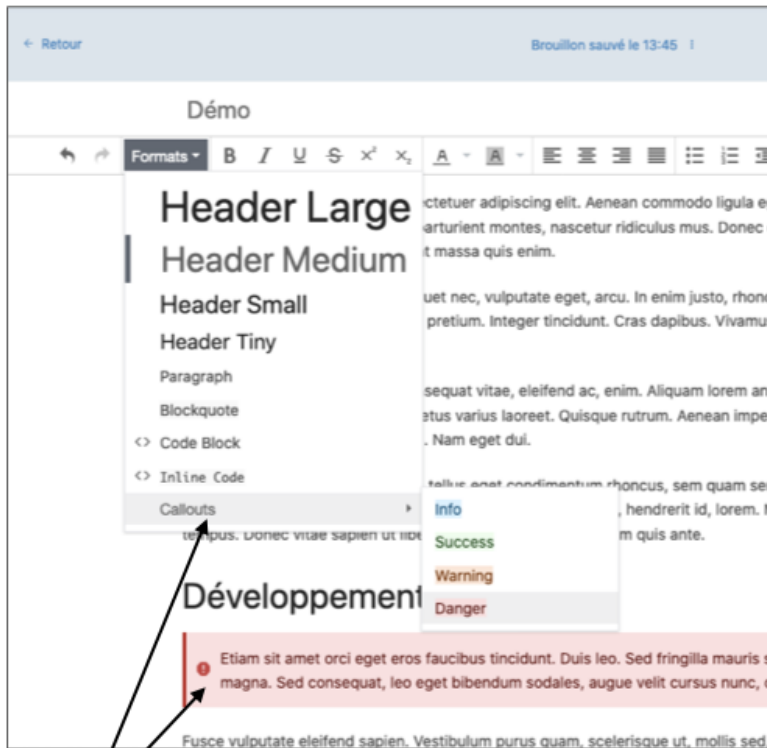 ← Retour
Brouillon sauvé le 13:45
Démo
Formats B I U S x² x₂ A A
Header Large
ctetuer adipiscing elit. Aenean commodo ligula e
Header Medium
arturient montes, nascetur ridiculus mus. Donec
t massa quis enim.
Header Small
uet nec, vulputate eget, arcu. In enim justo, rhonc
Header Tiny
pretium. Integer tincidunt. Cras dapibus. Vivamu
Paragraph
sequat vitae, eleifend ac, enim. Aliquam lorem an
Blockquote
etus varius laoreet. Quisque rutrum. Aenean impe
<> Code Block
. Nam eget dui.
<> Inline Code
tellus eget condimentum rhoncus, sem quam se
Callouts
Info
, hendrerit id, lorem.
tempus. Donec vitae sapien ut libe
m quis ante.
Success
Warning
Développement
Danger
Etiam sit amet orci eget eros faucibus tincidunt. Duis leo. Sed fringilla mauris s
magna. Sed consequat, leo eget bibendum sodales, augue velit cursus nunc,
Fusce vulputate eleifend sapien. Vestibulum purus quam, scelerisque ut, mollis sed